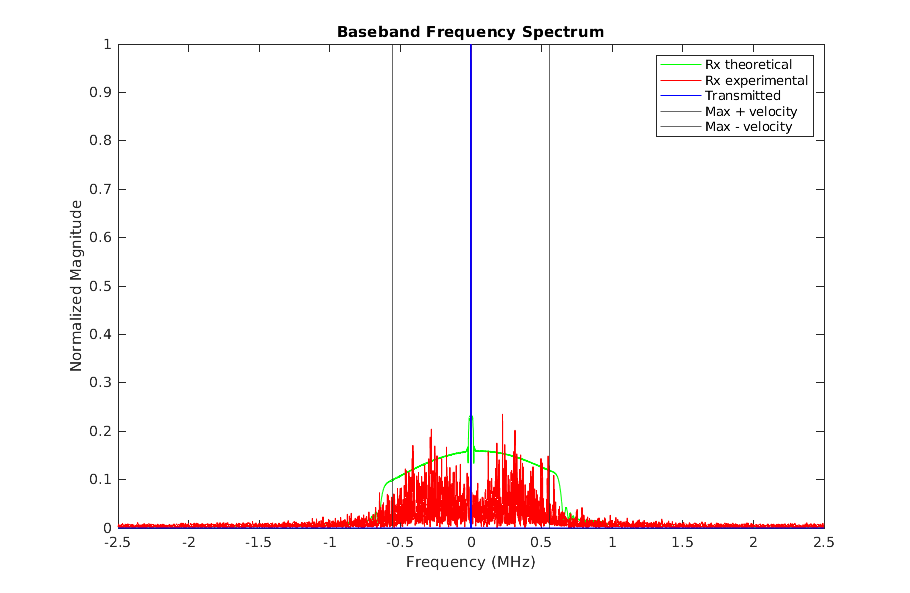 Baseband Frequency Spectrum
Rx theoretical
Rx experimental
Transmitted
Max + velocity
Max - velocity
Normalized Magnitude
1
0.9
0.8
0.7
0.6
0.5
0.4
0.3
0.2
0.1
0
-2.5 -2 -1.5 -1 -0.5 0 0.5 1 1.5 2 2.5
Frequency (MHz)